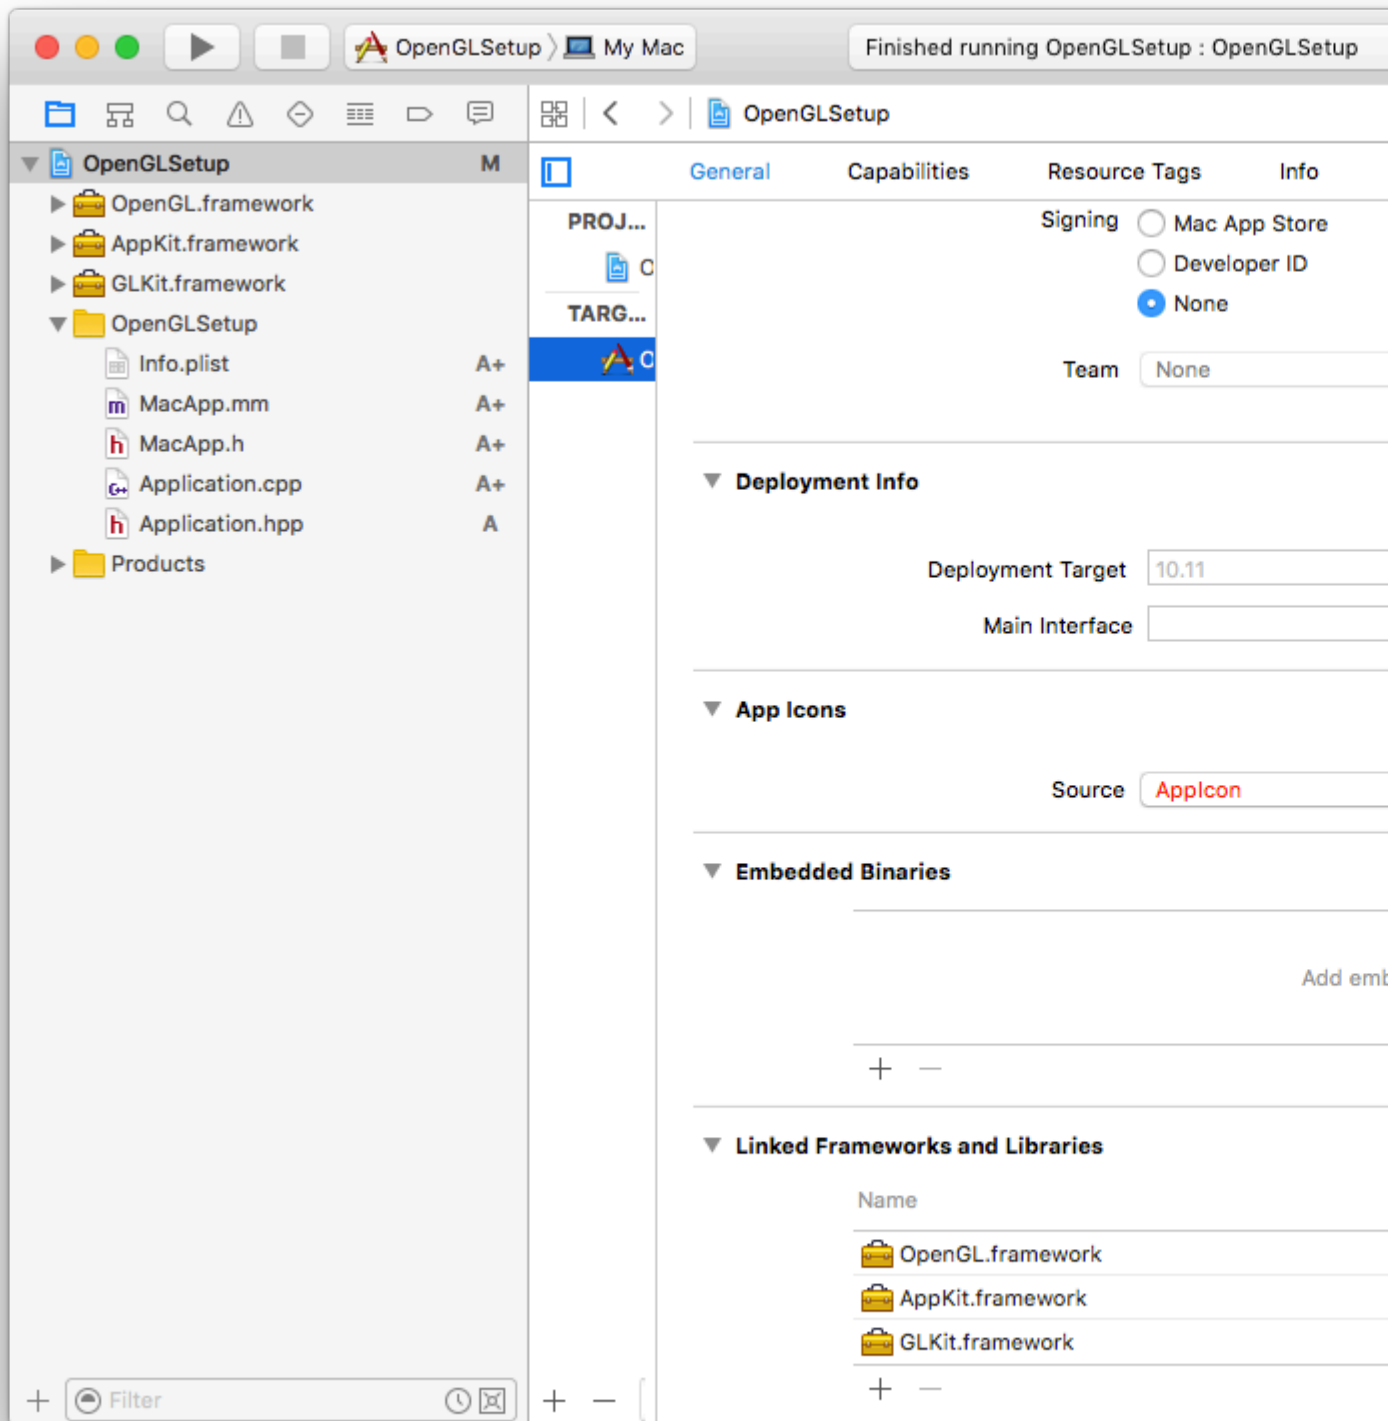 OpenGLSetup My Mac
Finished running OpenGLSetup : OpenGLSetup
OpenGLSetup
OpenGLSetup M
OpenGL.framework
AppKit.framework
GLKit.framework
OpenGLSetup
Info.plist A+
MacApp.mm A+
MacApp.h A+
Application.cpp A+
Application.hpp A
Products
Filter
General Capabilities Resource Tags Info
PROJ...
O
TARG...
O
Signing
Mac App Store
Developer ID
None
Team None
Deployment Info
Deployment Target 10.11
Main Interface
App Icons
Source AppIcon
Embedded Binaries
Add emb
Linked Frameworks and Libraries
Name
OpenGL.framework
AppKit.framework
GLKit.framework